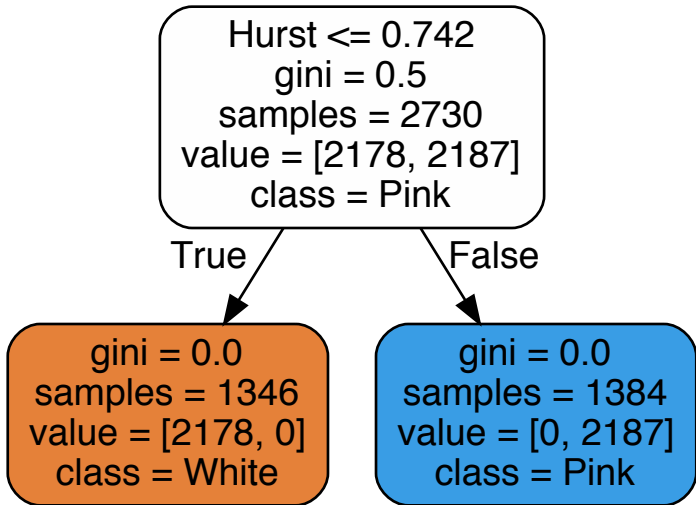 Hurst <= 0.742
gini = 0.5
samples = 2730
value = [2178, 2187]
class = Pink
True
False
gini = 0.0
samples = 1346
value = [2178, 0]
class = White
gini = 0.0
samples = 1384
value = [0, 2187]
class = Pink